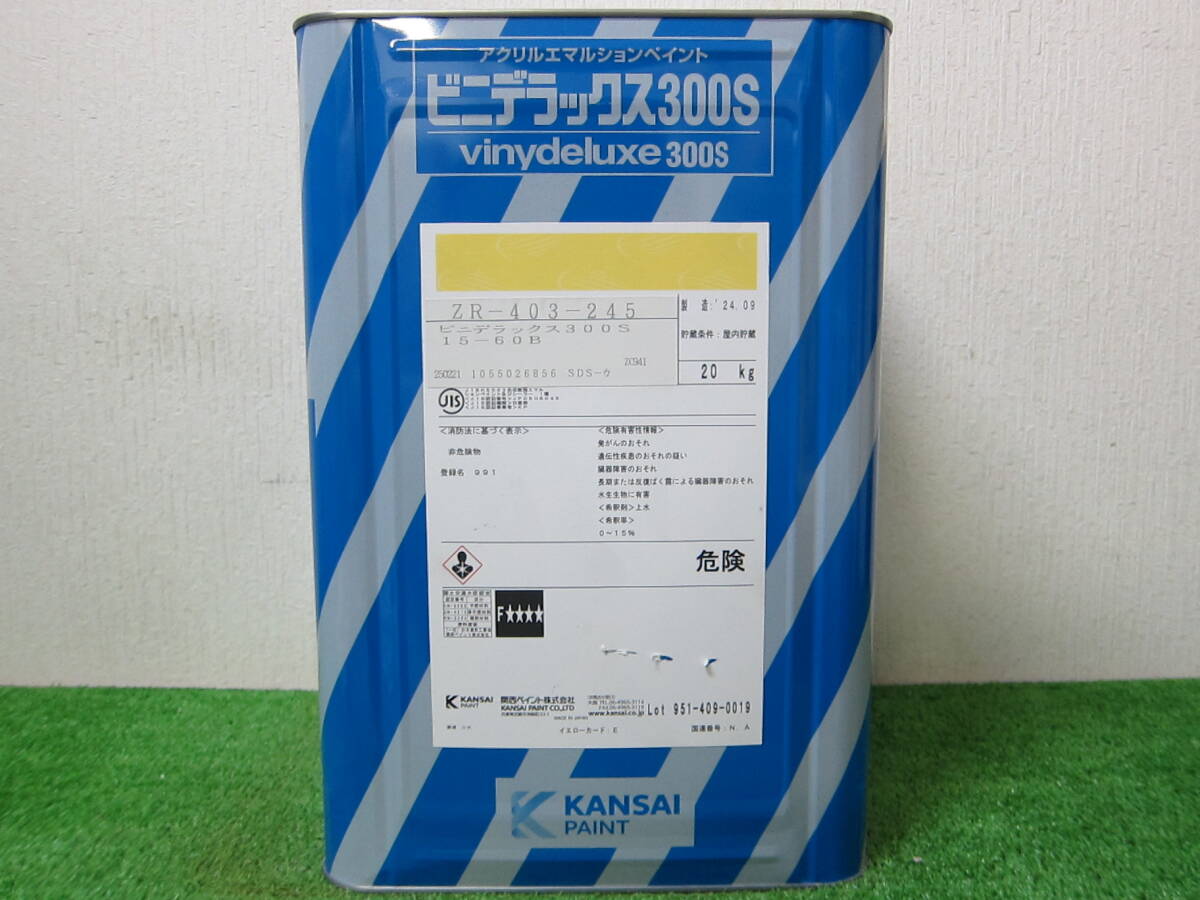 アクリルエマルションペイント
ビニデラックス300S
vinydeluxe 300S
ZR-403-245
ビニデラックス300S
15-60B
ZC941
250221 1055026856 SDS-ウ
製 造:'24.09
貯蔵条件:屋内貯蔵
20 kg
JIS
<消防法に基づく表示>
非危険物
登録名 991
<危険有害性情報>
発がんのおそれ
遺伝性疾患のおそれの疑い
臓器障害のおそれ
長期または反復ばく露による臓器障害のおそれ
水生生物に有害
<希釈剤>上水
<希釈率>
0~15%
危険
F★★★★
KANSAI
PAINT
関西ペイント株式会社
KANSAI PAINT CO.,LTD
MADE IN JAPAN
www.kansai.co.jp
Lot 951-409-0019
イエローカード:E
国連番号:N.A
KANSAI
PAINT